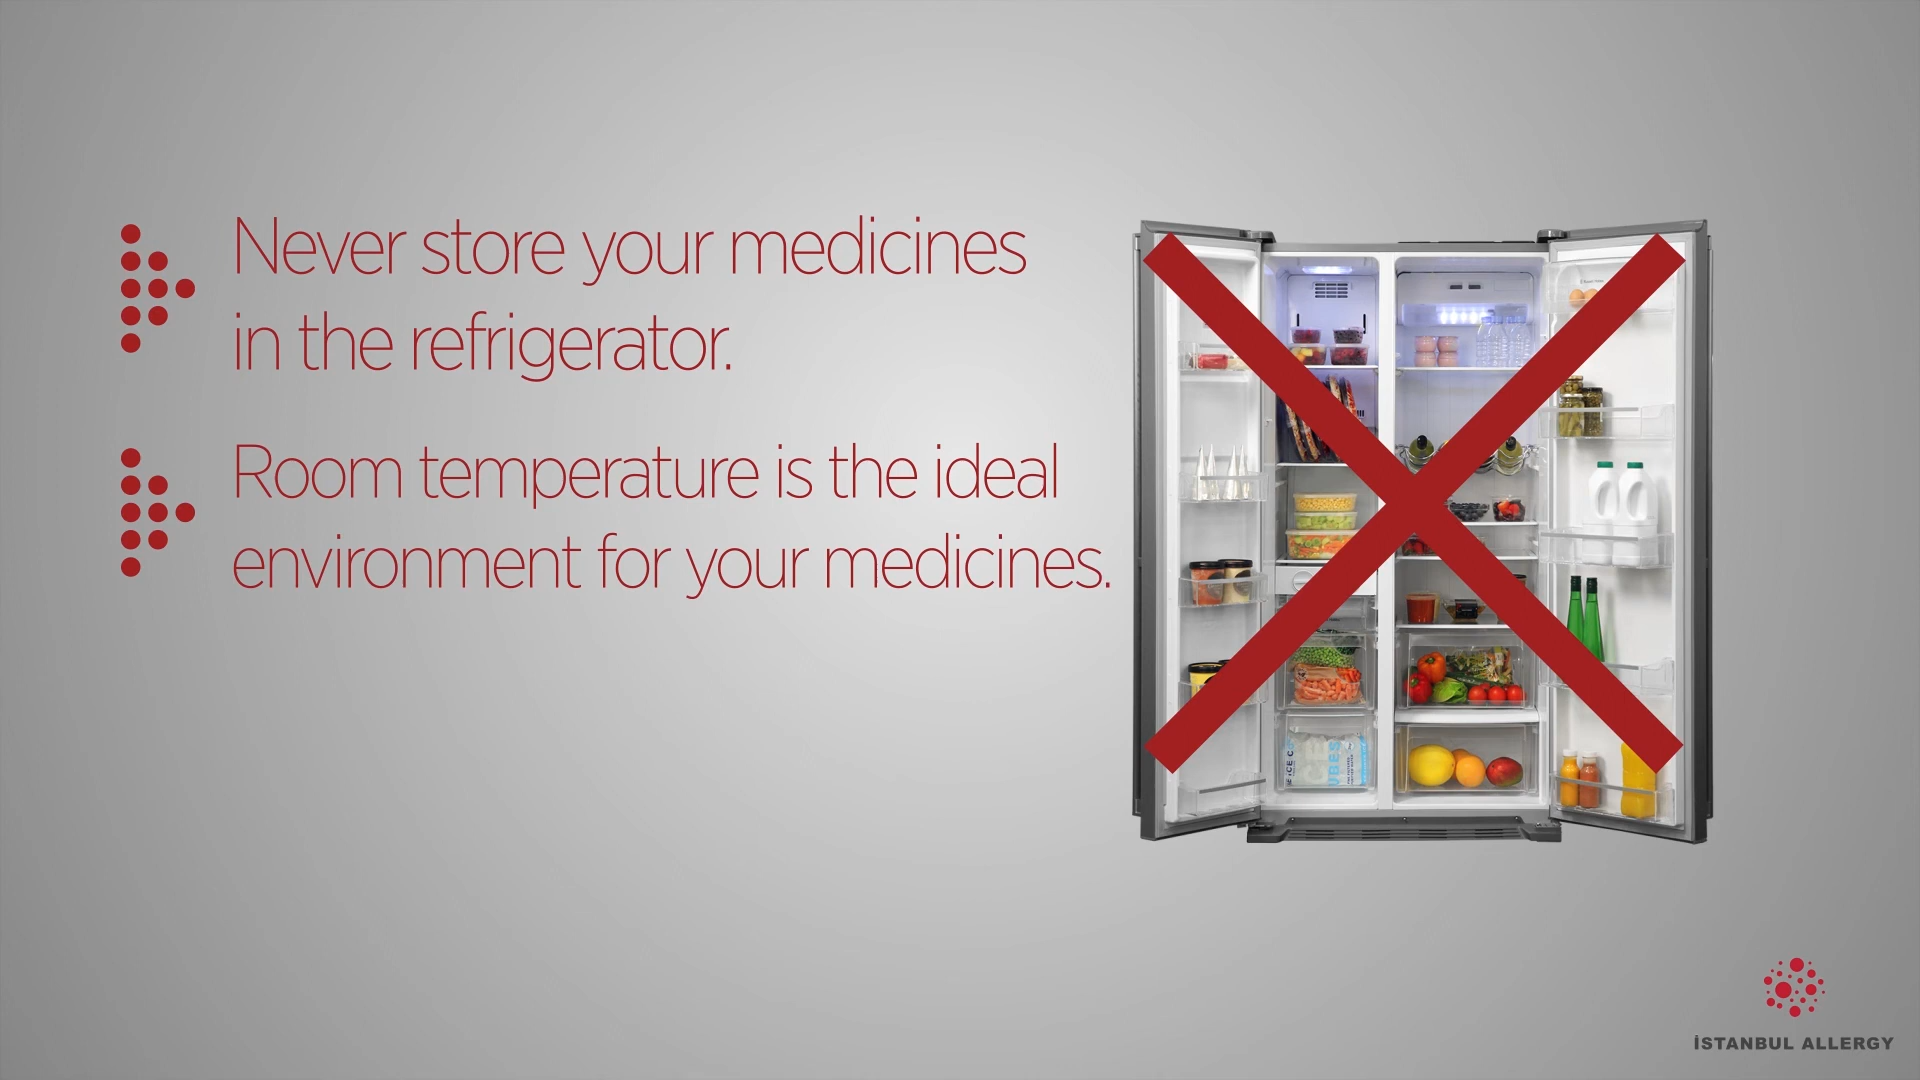 Never store your medicines
in the refrigerator.
Room temperature is the ideal
environment for your medicines.
İSTANBUL ALLERGY